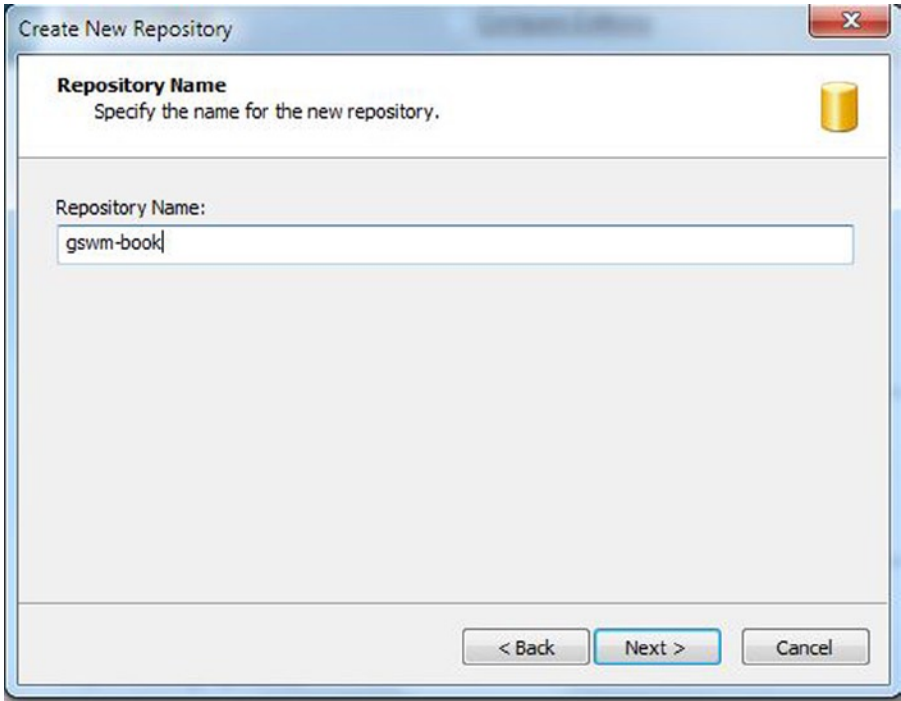 Create New Repository
Repository Name
Specify the name for the new repository.
Repository Name:
gswm-book
< Back
Next >
Cancel